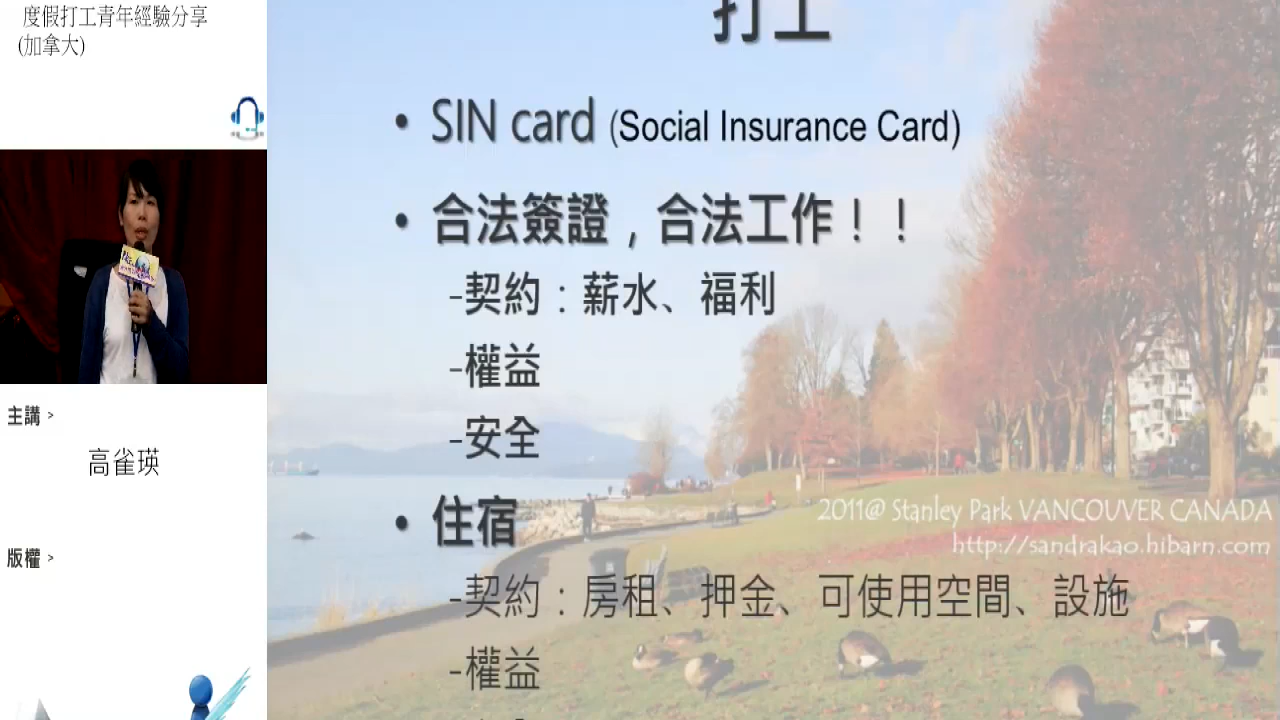 度假打工青年經驗分享
(加拿大)
主講 >
高雀瑛
版權 >
打工
• SIN card (Social Insurance Card)
• 合法簽證，合法工作！！
-契約：薪水、福利
-權益
-安全
• 住宿
-契約：房租、押金、可使用空間、設施
-權益
2011@ Stanley Park VANCOUVER CANADA
http://sandrakao.hibarn.com